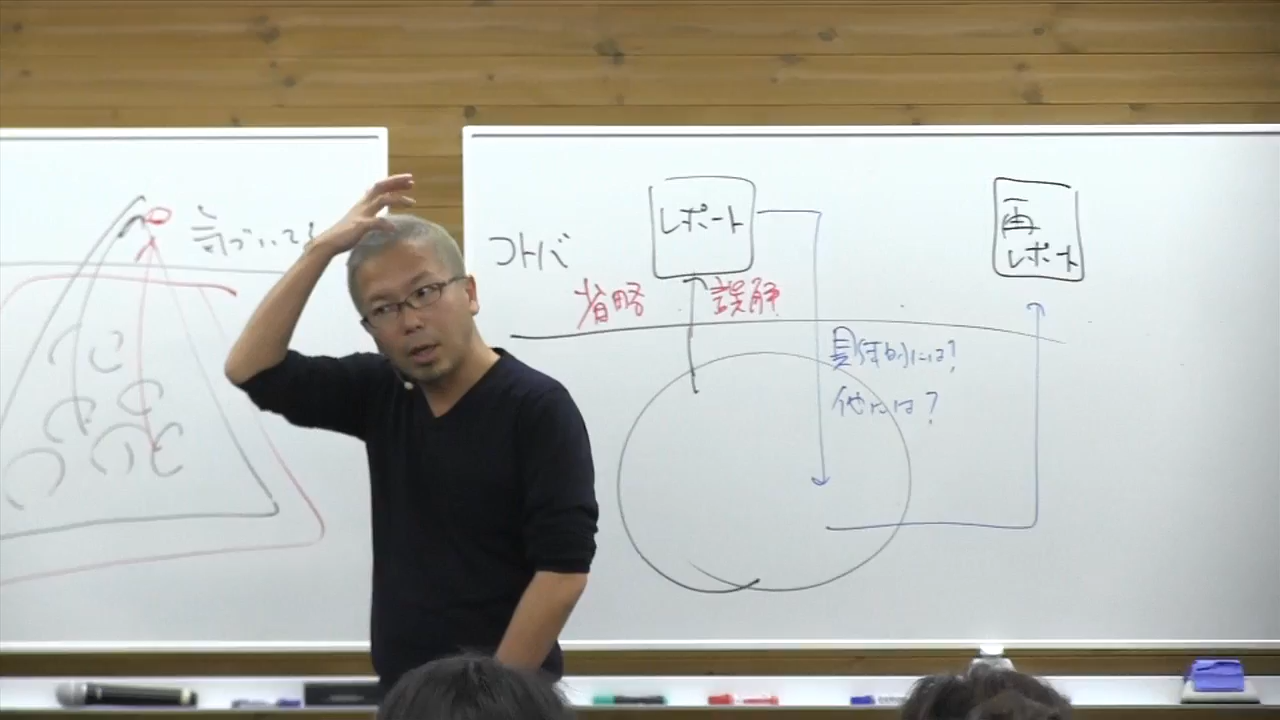 気づいてる
コトバ
レポート
再
レポート
省略
誤解
具体的には?
他には?